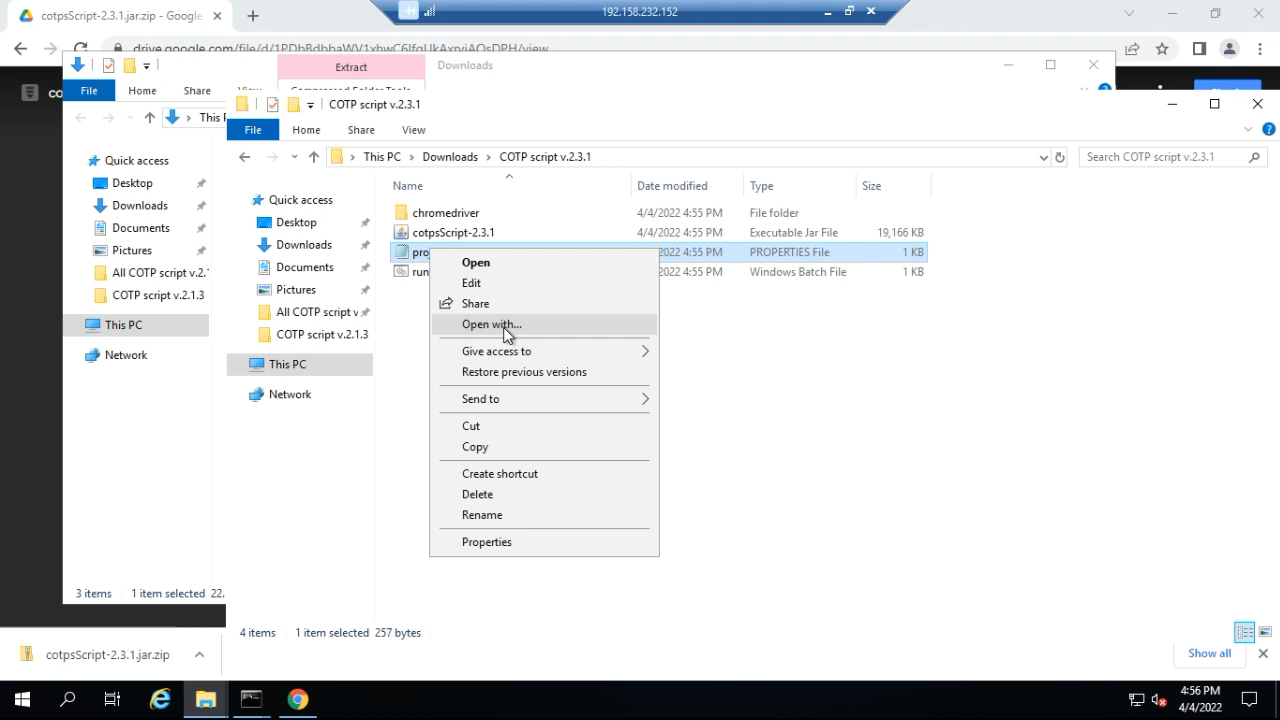 cotpsScript-2.3.1.jar.zip - Google
192.158.232.152
drive.google.com/file/d/
Extract
Downloads
File
Home
Share
View
co
COTP script v.2.3.1
File
Home
Share
View
This P
This PC
Downloads
COTP script v.2.3.1
Search COTP script v.2.3.1
Quick access
Desktop
Downloads
Documents
Pictures
All COTP script v.2.1
COTP script v.2.1.3
This PC
Network
Quick access
Desktop
Downloads
Documents
Pictures
All COTP script v
COTP script v.2.1.3
This PC
Network
Name
Date modified
Type
Size
chromedriver
4/4/2022 4:55 PM
File folder
cotpsScript-2.3.1
4/4/2022 4:55 PM
Executable Jar File
19,166 KB
pro
2022 4:55 PM
PROPERTIES File
1 KB
run
2022 4:55 PM
Windows Batch File
1 KB
Open
Edit
Share
Open with...
Give access to
Restore previous versions
Send to
Cut
Copy
Create shortcut
Delete
Rename
Properties
3 items
1 item selected 22.
4 items
1 item selected 257 bytes
cotpsScript-2.3.1.jar.zip
Show all
4:56 PM
4/4/2022